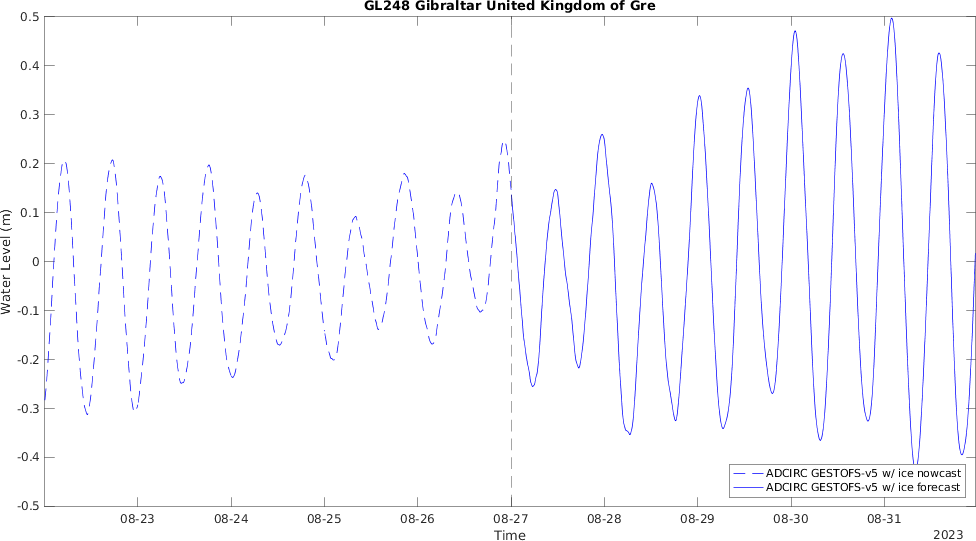 GL248 Gibraltar United Kingdom of Gre
0.5
0.4
0.3
0.2
0.1
0
-0.1
-0.2
-0.3
-0.4
-0.5
Water Level (m)
ADCIRC GESTOFS-v5 w/ ice nowcast
ADCIRC GESTOFS-v5 w/ ice forecast
08-23 08-24 08-25 08-26 08-27 08-28 08-29 08-30 08-31
Time
2023